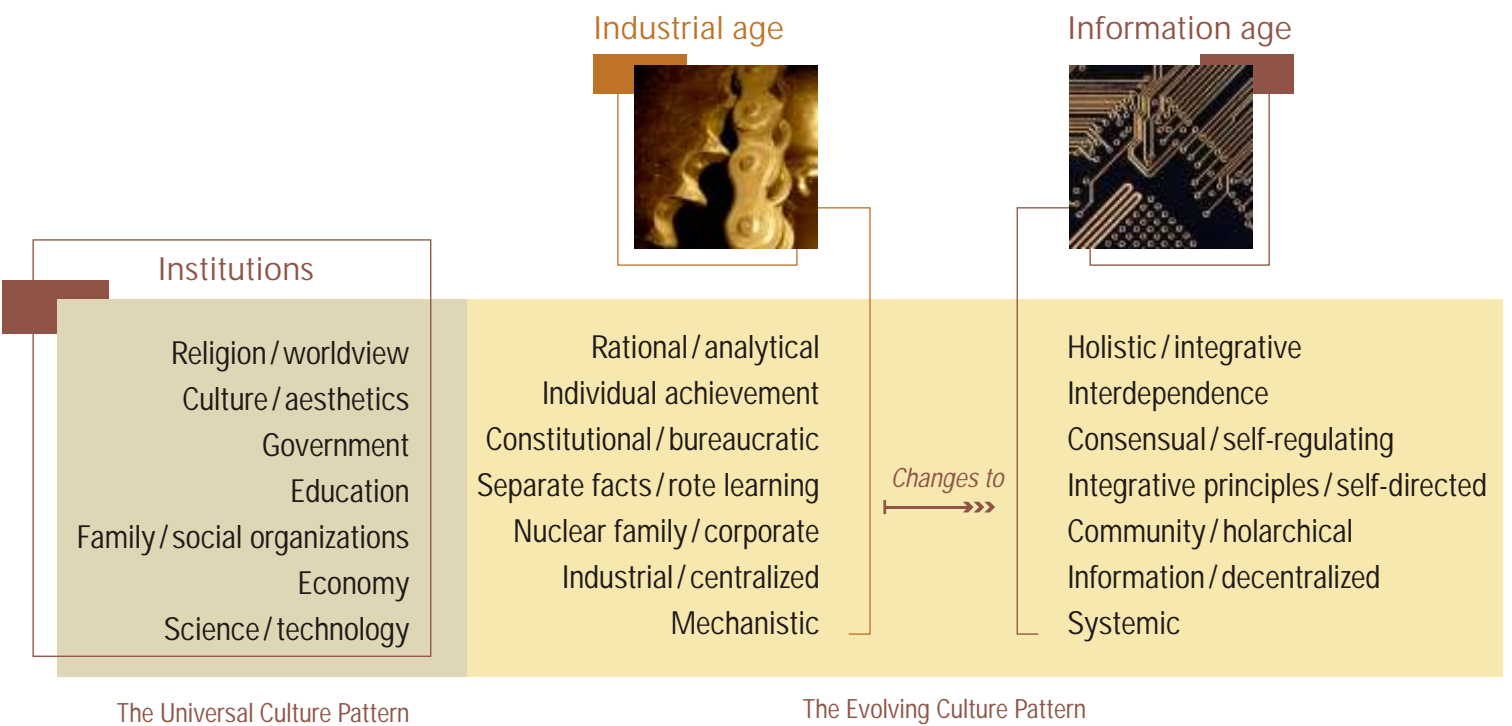 Industrial age
Information age
Institutions
Religion / worldview
Culture / aesthetics
Government
Education
Family / social organizations
Economy
Science / technology
Rational / analytical
Individual achievement
Constitutional / bureaucratic
Separate facts / rote learning
Nuclear family / corporate
Industrial / centralized
Mechanistic
Changes to
Holistic / integrative
Interdependence
Consensual / self-regulating
Integrative principles / self-directed
Community / holarchical
Information / decentralized
Systemic
The Universal Culture Pattern
The Evolving Culture Pattern